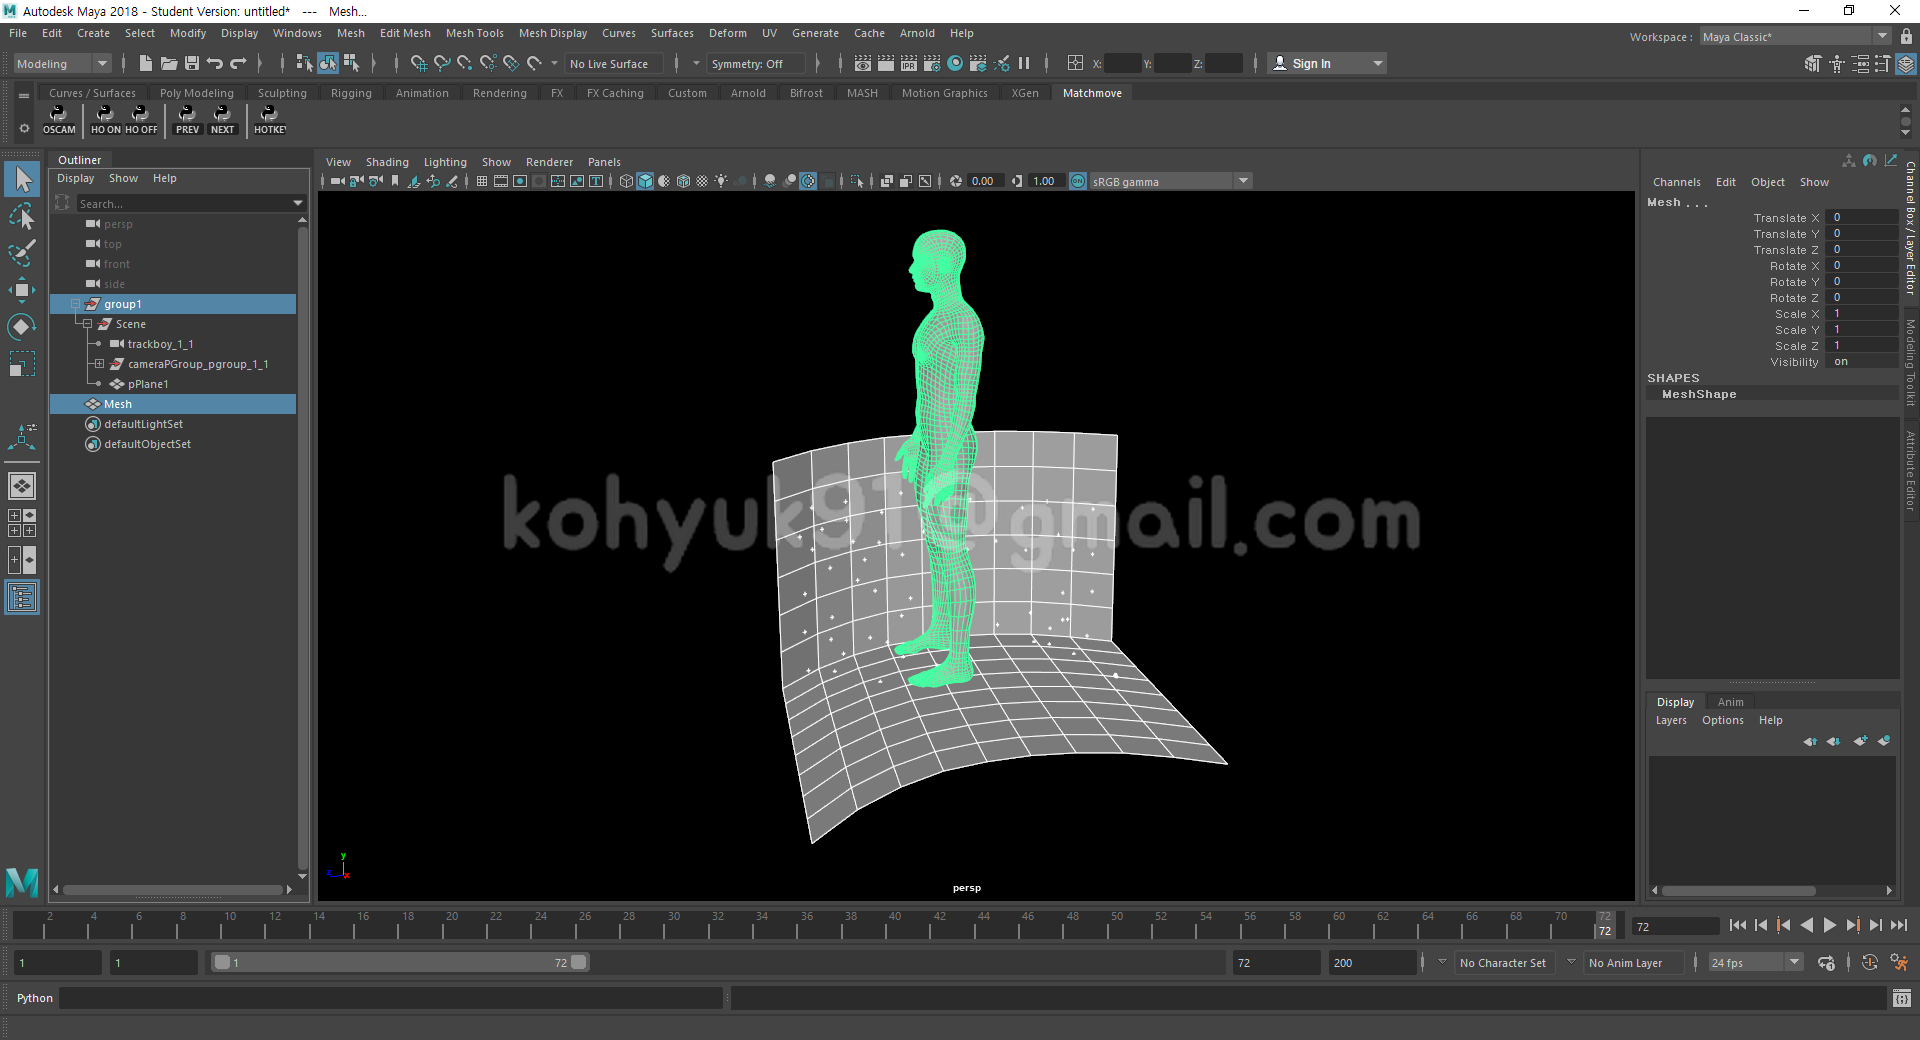 Autodesk Maya 2018 - Student Version: untitled* --- Mesh...
File Edit Create Select Modify Display Windows Mesh Edit Mesh Mesh Tools Mesh Display Curves Surfaces Deform UV Generate Cache Arnold Help
Workspace : Maya Classic*
Modeling No Live Surface Symmetry: Off X: Y: Z: Sign In
Curves / Surfaces Poly Modeling Sculpting Rigging Animation Rendering FX FX Caching Custom Arnold Bifrost MASH Motion Graphics XGen Matchmove
OSCAM HO ON HO OFF PREV NEXT HOTKEY
Outliner
Display Show Help
Search...
persp
top
front
side
group1
Scene
trackboy_1_1
cameraPGroup_pgroup_1_1
pPlane1
Mesh
defaultLightSet
defaultObjectSet
View Shading Lighting Show Renderer Panels
0.00 1.00 sRGB gamma
kohyuk91@gmail.com
y
z x
persp
Channels Edit Object Show
Mesh . . .
Translate X 0
Translate Y 0
Translate Z 0
Rotate X 0
Rotate Y 0
Rotate Z 0
Scale X 1
Scale Y 1
Scale Z 1
Visibility on
SHAPES
MeshShape
Channel Box / Layer Editor
Modeling Toolkit
Attribute Editor
Display Anim
Layers Options Help
2 4 6 8 10 12 14 16 18 20 22 24 26 28 30 32 34 36 38 40 42 44 46 48 50 52 54 55 58 60 62 64 66 68 70 72
72
72
1 1 1 72 72 200 No Character Set No Anim Layer 24 fps
Python